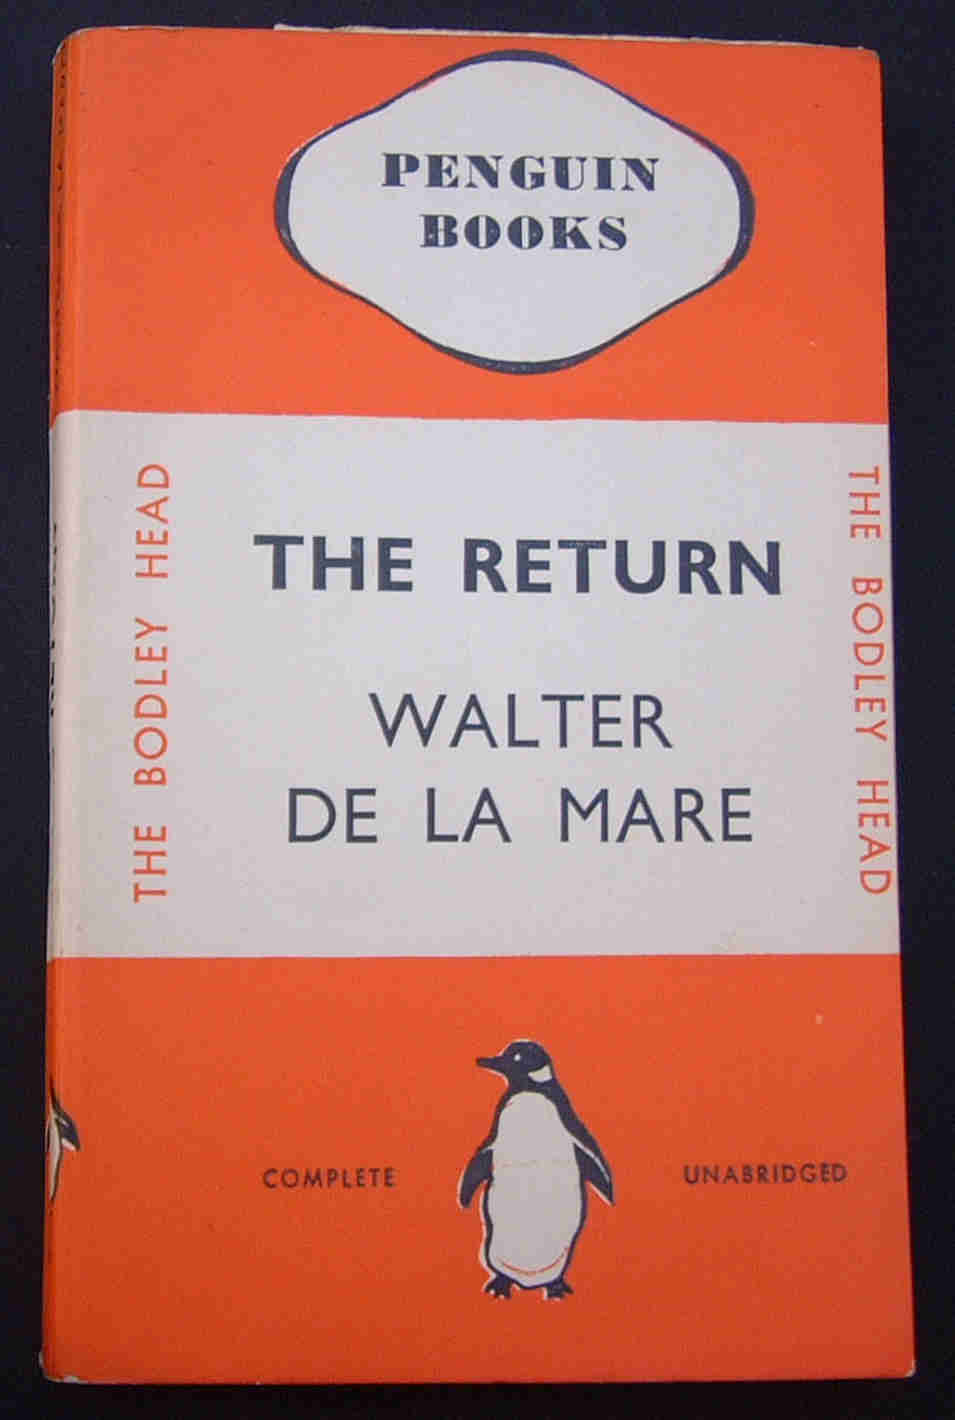 PENGUIN
BOOKS
THE BODLEY HEAD
THE RETURN
WALTER
DE LA MARE
THE BODLEY HEAD
COMPLETE
UNABRIDGED